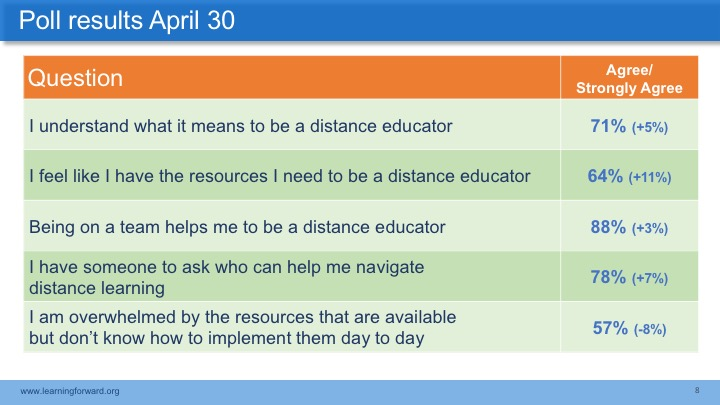 Poll results April 30
Question
Agree/
Strongly Agree
I understand what it means to be a distance educator
71% (+5%)
I feel like I have the resources I need to be a distance educator
64% (+11%)
Being on a team helps me to be a distance educator
88% (+3%)
I have someone to ask who can help me navigate
distance learning
78% (+7%)
I am overwhelmed by the resources that are available
but don’t know how to implement them day to day
57% (-8%)
www.learningforward.org
8